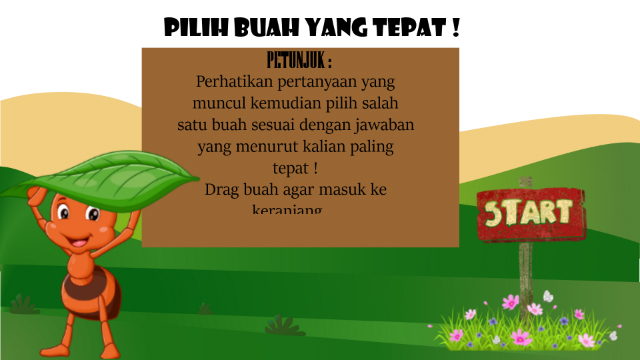 PILIH BUAH YANG TEPAT !
PETUNJUK :
Perhatikan pertanyaan yang
muncul kemudian pilih salah
satu buah sesuai dengan jawaban
yang menurut kalian paling
tepat !
Drag buah agar masuk ke
keranjang
START